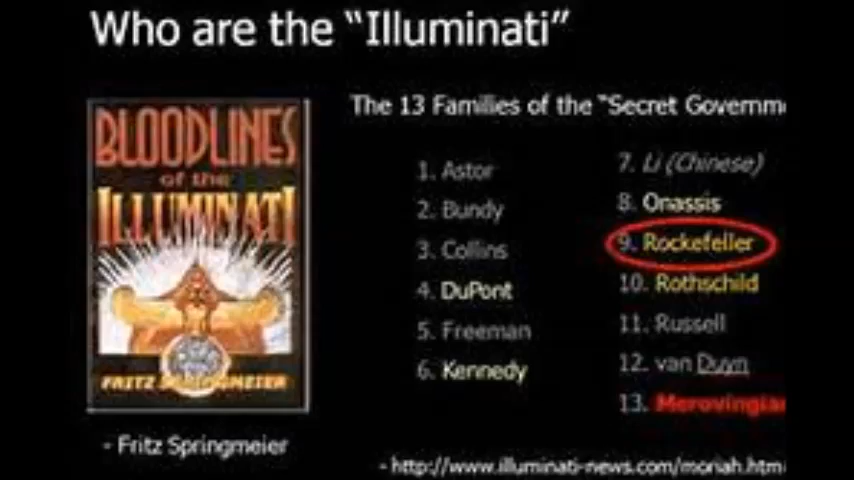 Who are the "Illuminati"
BLOODLINES
of the
ILLUMINATI
FRITZ SPRINGMEIER
- Fritz Springmeier
The 13 Families of the "Secret Governme
1. Astor
2. Bundy
3. Collins
4. DuPont
5. Freeman
6. Kennedy
7. Li (Chinese)
8. Onassis
9. Rockefeller
10. Rothschild
11. Russell
12. van Duyn
13. Merovingian
- http://www.illuminati-news.com/moriah.htm